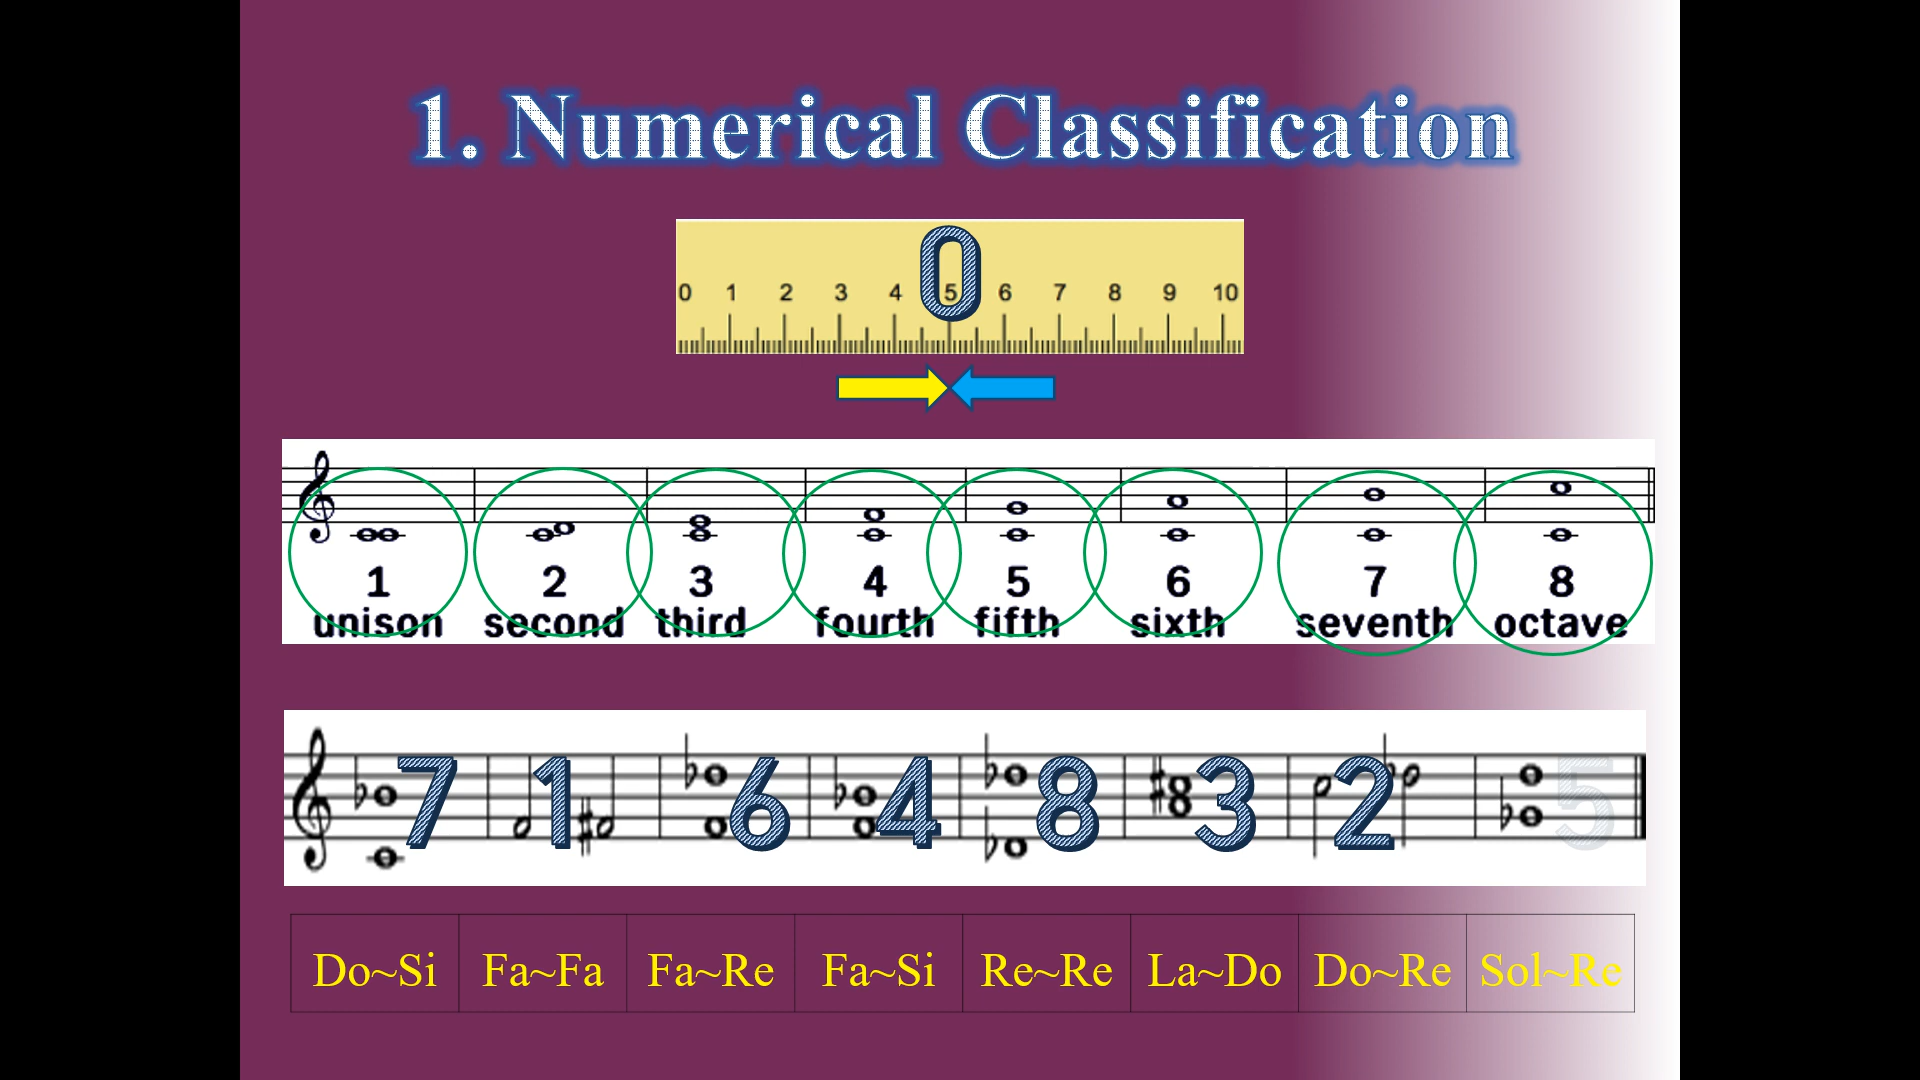 1. Numerical Classification
0
0 1 2 3 4 5 6 7 8 9 10
1 2 3 4 5 6 7 8
unison second third fourth fifth sixth seventh octave
7 1 6 4 8 3 2 5
Do~Si Fa~Fa Fa~Re Fa~Si Re~Re La~Do Do~Re Sol~Re